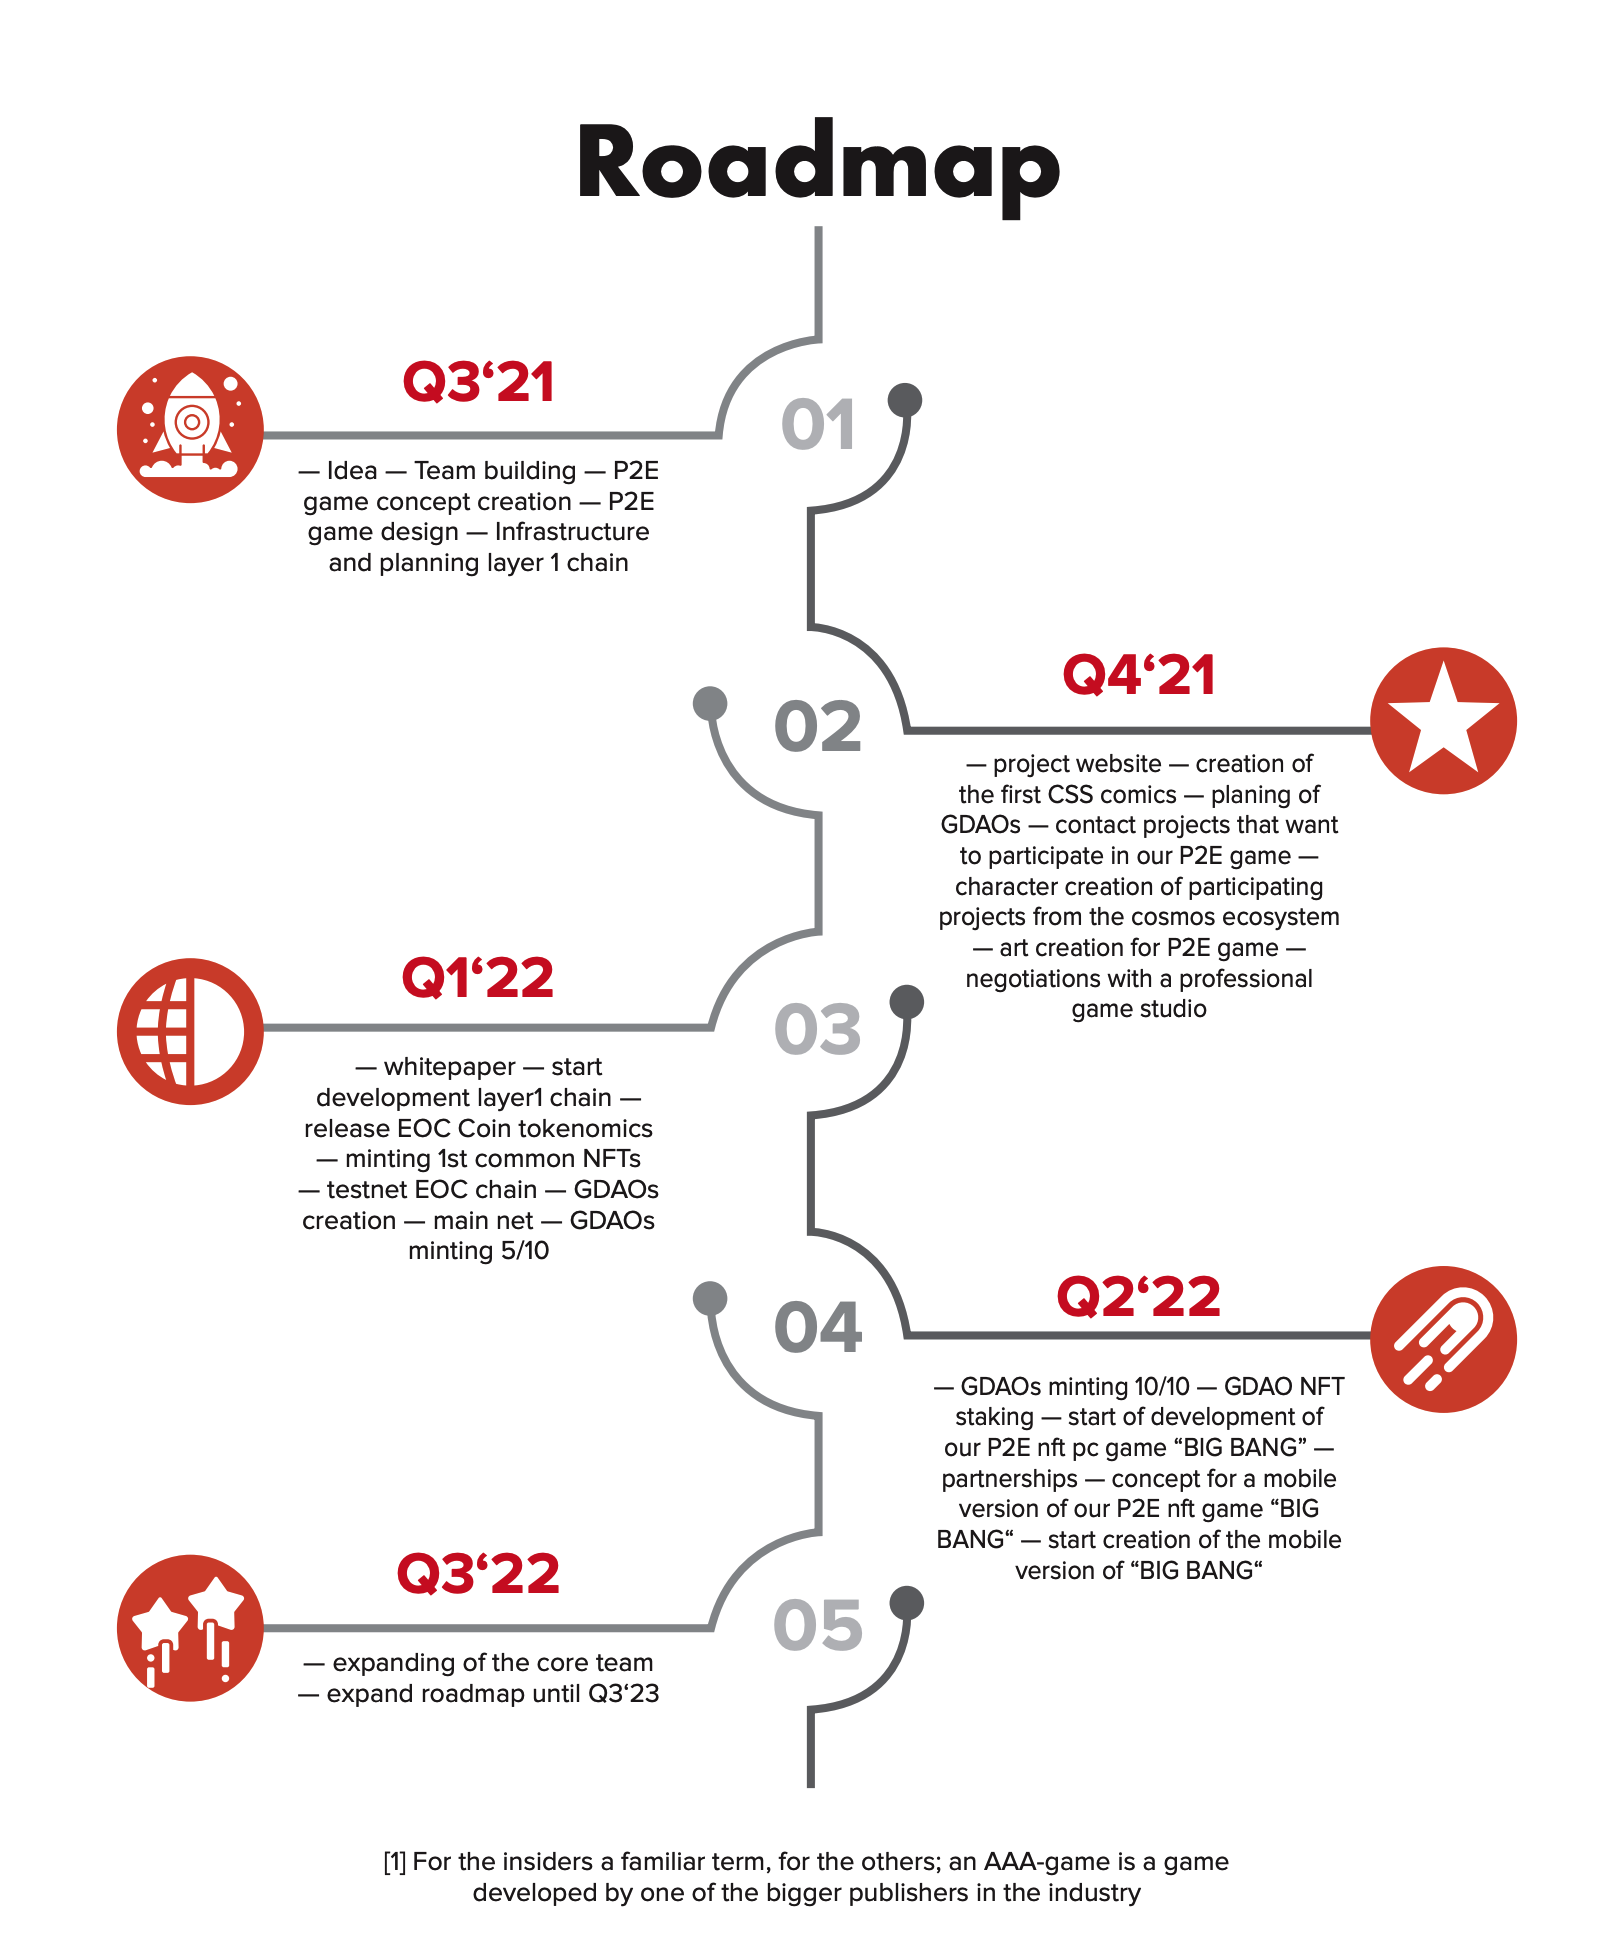 Roadmap
Q3‘21
01
— Idea — Team building — P2E
game concept creation — P2E
game design — Infrastructure
and planning layer 1 chain
Q4‘21
02
— project website — creation of
the first CSS comics — planing of
GDAOs — contact projects that want
to participate in our P2E game —
character creation of participating
projects from the cosmos ecosystem
— art creation for P2E game —
negotiations with a professional
game studio
Q1‘22
03
— whitepaper — start
development layer1 chain —
release EOC Coin tokenomics
— minting 1st common NFTs
— testnet EOC chain — GDAOs
creation — main net — GDAOs
minting 5/10
Q2‘22
04
— GDAOs minting 10/10 — GDAO NFT
staking — start of development of
our P2E nft pc game “BIG BANG” —
partnerships — concept for a mobile
version of our P2E nft game “BIG
BANG“ — start creation of the mobile
version of “BIG BANG“
Q3‘22
05
— expanding of the core team
— expand roadmap until Q3‘23
[1] For the insiders a familiar term, for the others; an AAA-game is a game
developed by one of the bigger publishers in the industry